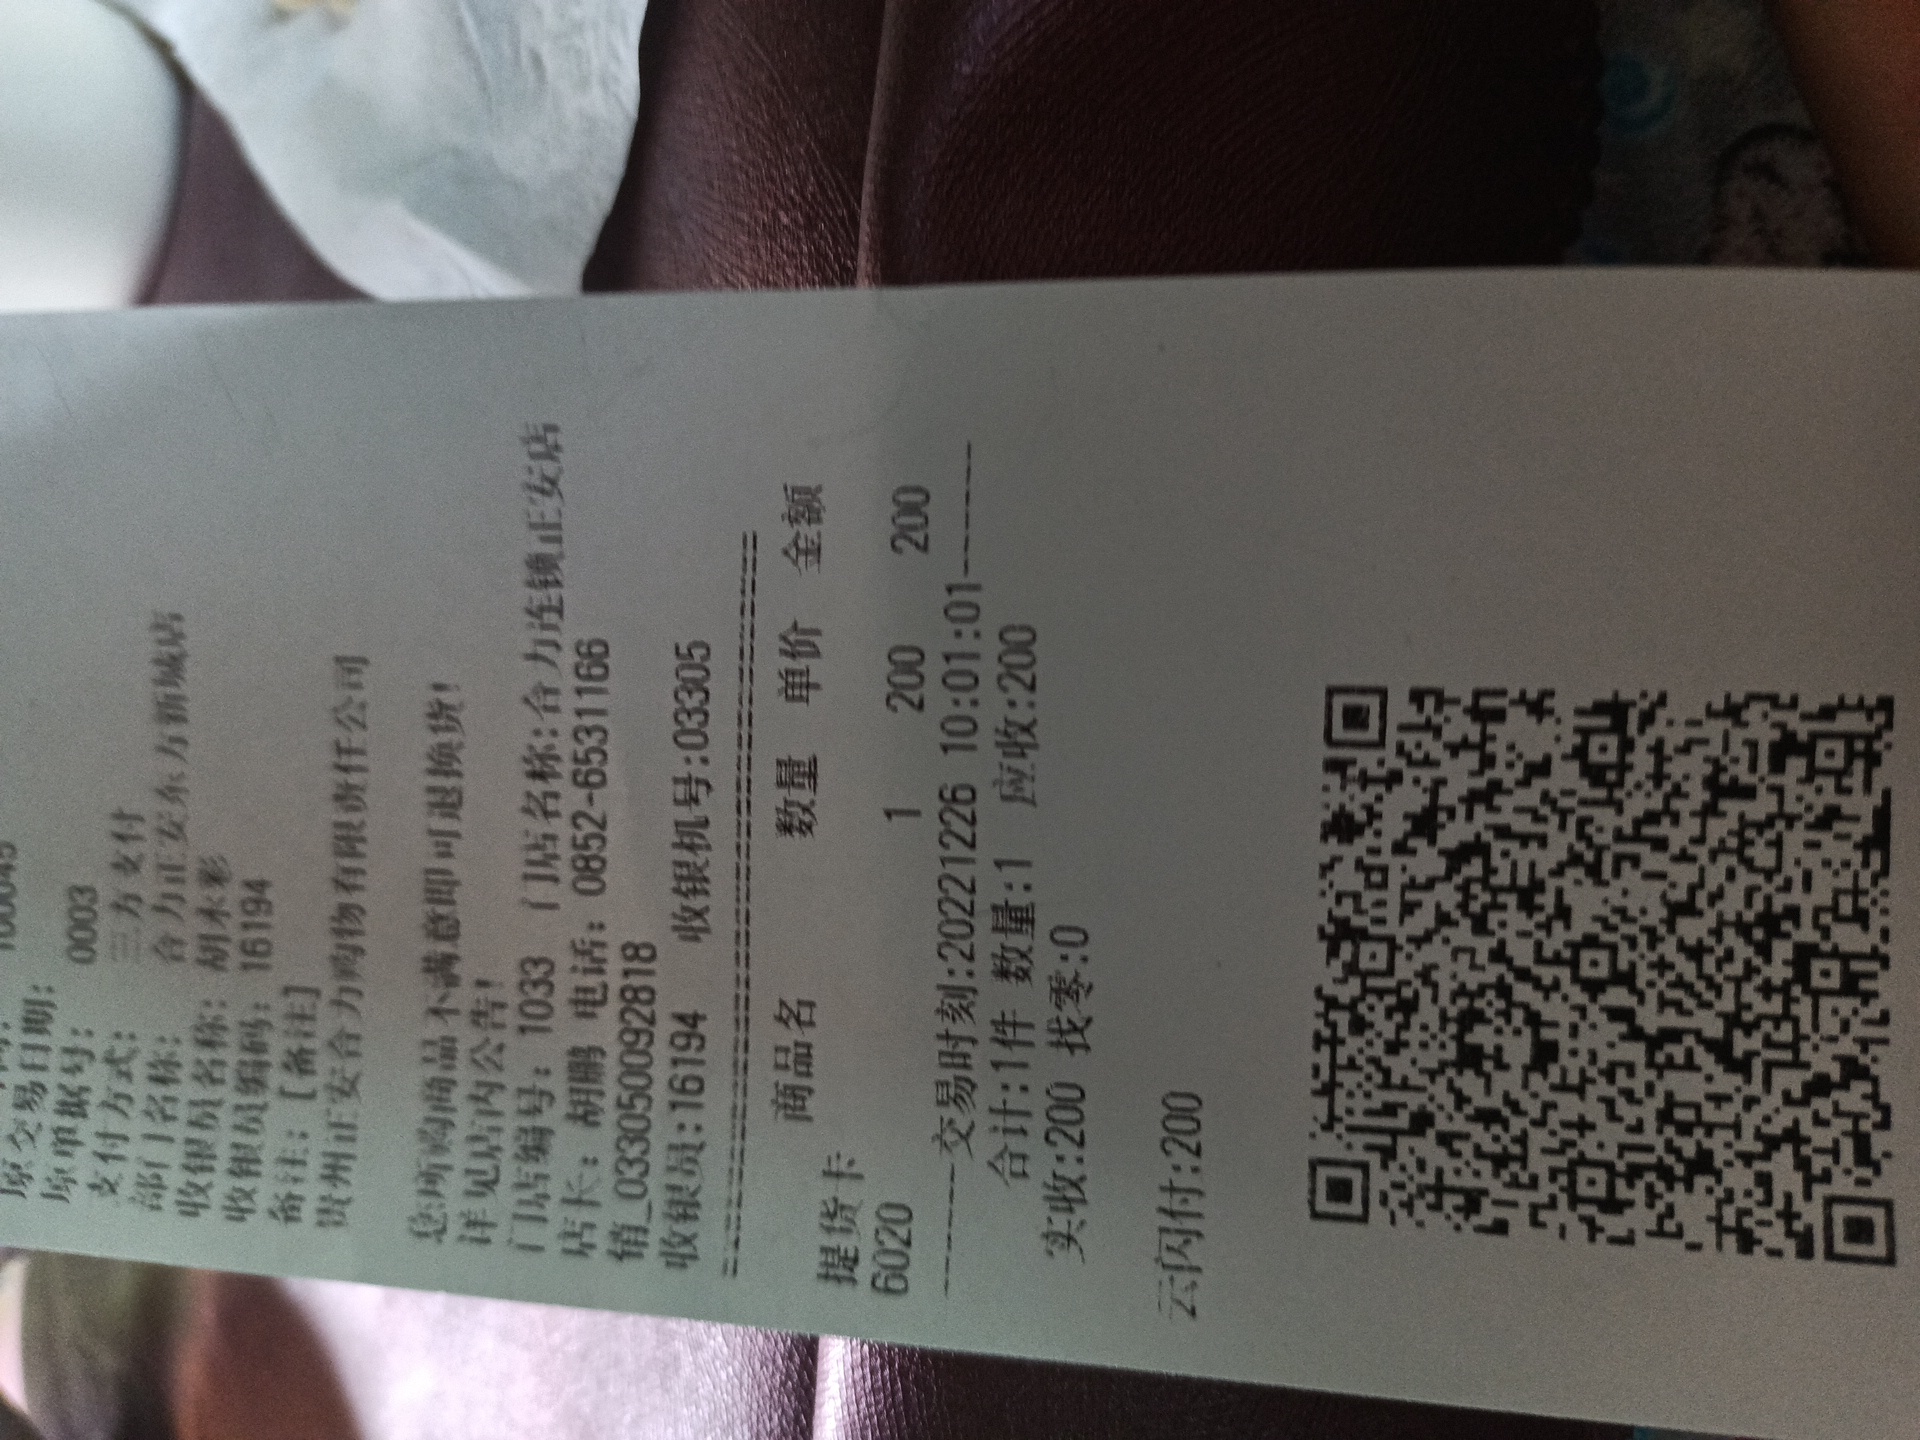 100045
原交易日期：
原单据号： 0003
支付方式： 三方支付
部门名称： 合力正安东方新城店
收银员名称： 胡永彩
收银员编码： 16194
备注：[备注]
贵州正安合力购物有限责任公司
您所购商品不满意即可退换货！
详见店内公告！
门店编号：1033 门店名称:合力连锁正安店
店长：胡鹏 电话：0852-6531166
销_0330500928​18
收银员:16194 收银机号:03305
商品名 数量 单价 金额
提货卡
6020 1 200 200
交易时刻:20221226 10:01:01
合计:1件 数量:1 应收:200
实收:200 找零:0
云闪付:200